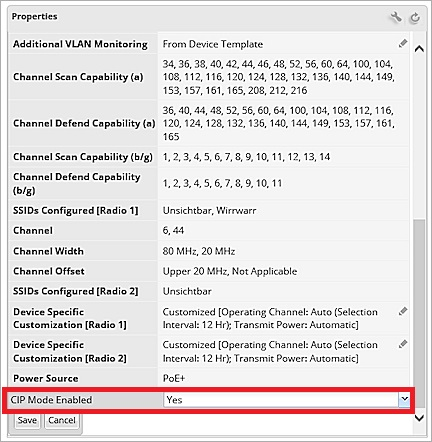 Properties
Additional VLAN Monitoring From Device Template
Channel Scan Capability (a) 34, 36, 38, 40, 42, 44, 46, 48, 52, 56, 60, 64, 100, 104,
108, 112, 116, 120, 124, 128, 132, 136, 140, 144, 149,
153, 157, 161, 165, 208, 212, 216
Channel Defend Capability (a) 36, 40, 44, 48, 52, 56, 60, 64, 100, 104, 108, 112, 116,
120, 124, 128, 132, 136, 140, 144, 149, 153, 157, 161,
165
Channel Scan Capability (b/g) 1, 2, 3, 4, 5, 6, 7, 8, 9, 10, 11, 12, 13, 14
Channel Defend Capability
(b/g) 1, 2, 3, 4, 5, 6, 7, 8, 9, 10, 11
SSIDs Configured [Radio 1] Unsichtbar, Wirrwarr
Channel 6, 44
Channel Width 80 MHz, 20 MHz
Channel Offset Upper 20 MHz, Not Applicable
SSIDs Configured [Radio 2] Unsichtbar
Device Specific Customized [Operating Channel: Auto (Selection
Customization [Radio 1] Interval: 12 Hr); Transmit Power: Automatic]
Device Specific Customized [Operating Channel: Auto (Selection
Customization [Radio 2] Interval: 12 Hr); Transmit Power: Automatic]
Power Source PoE+
CIP Mode Enabled Yes
Save Cancel